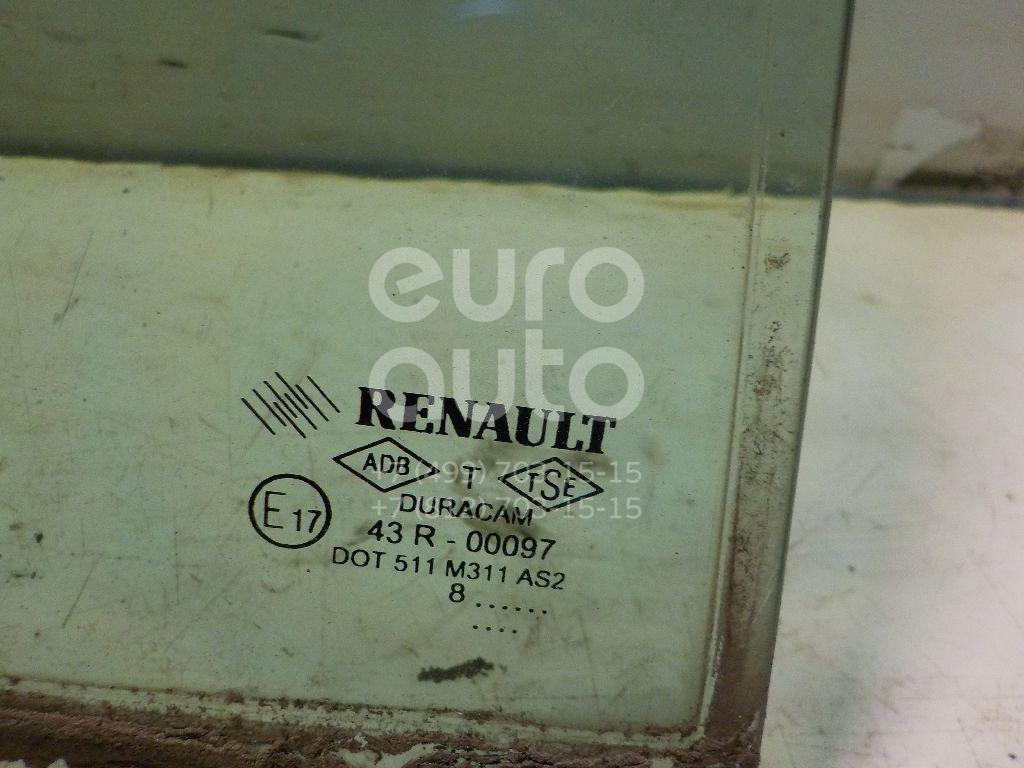 euro
auto
RENAULT
ADB T TSE
DURACAM
E17
43 R - 00097
DOT 511 M311 AS2
8 ......
....